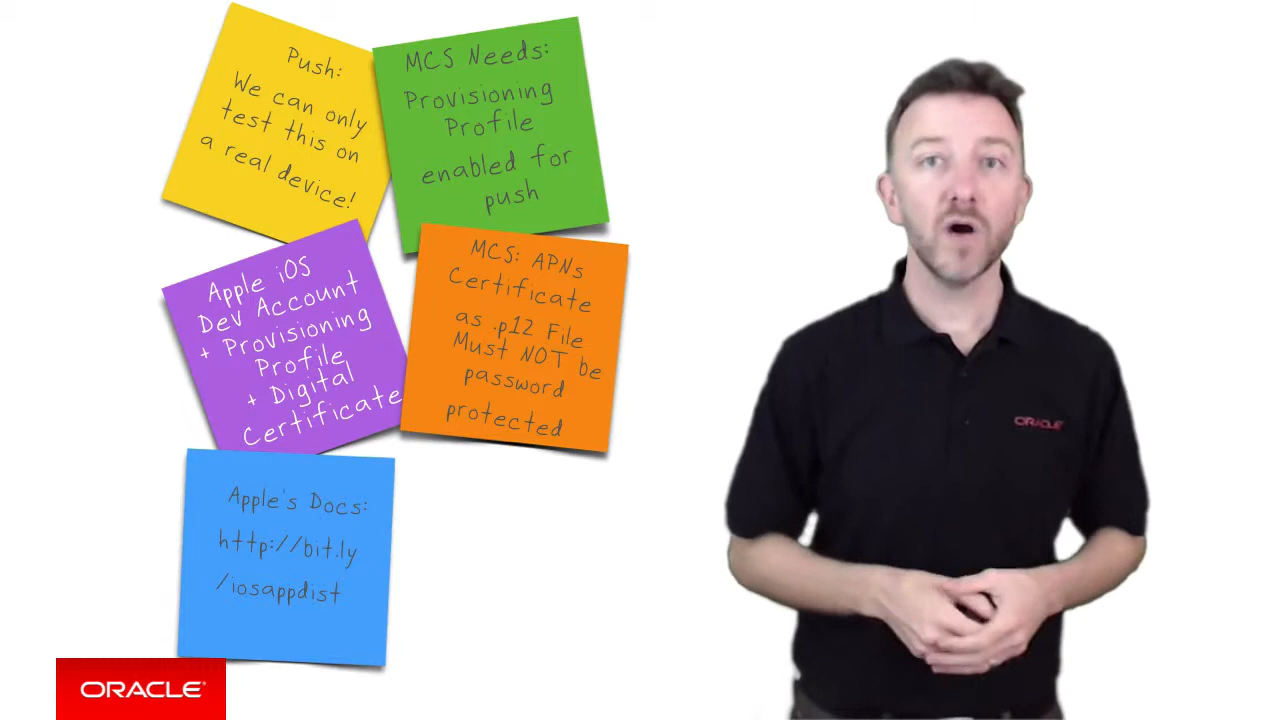 Push:
We can only
test this on
a real device!
MCS Needs:
Provisioning
Profile
enabled for
push
Apple iOS
Dev Account
+ Provisioning
Profile
+ Digital
Certificate
MCS: APNs
Certificate
as .p12 File
Must NOT be
password
protected
Apple's Docs:
http://bit.ly
/iosappdist
ORACLE
ORACLE